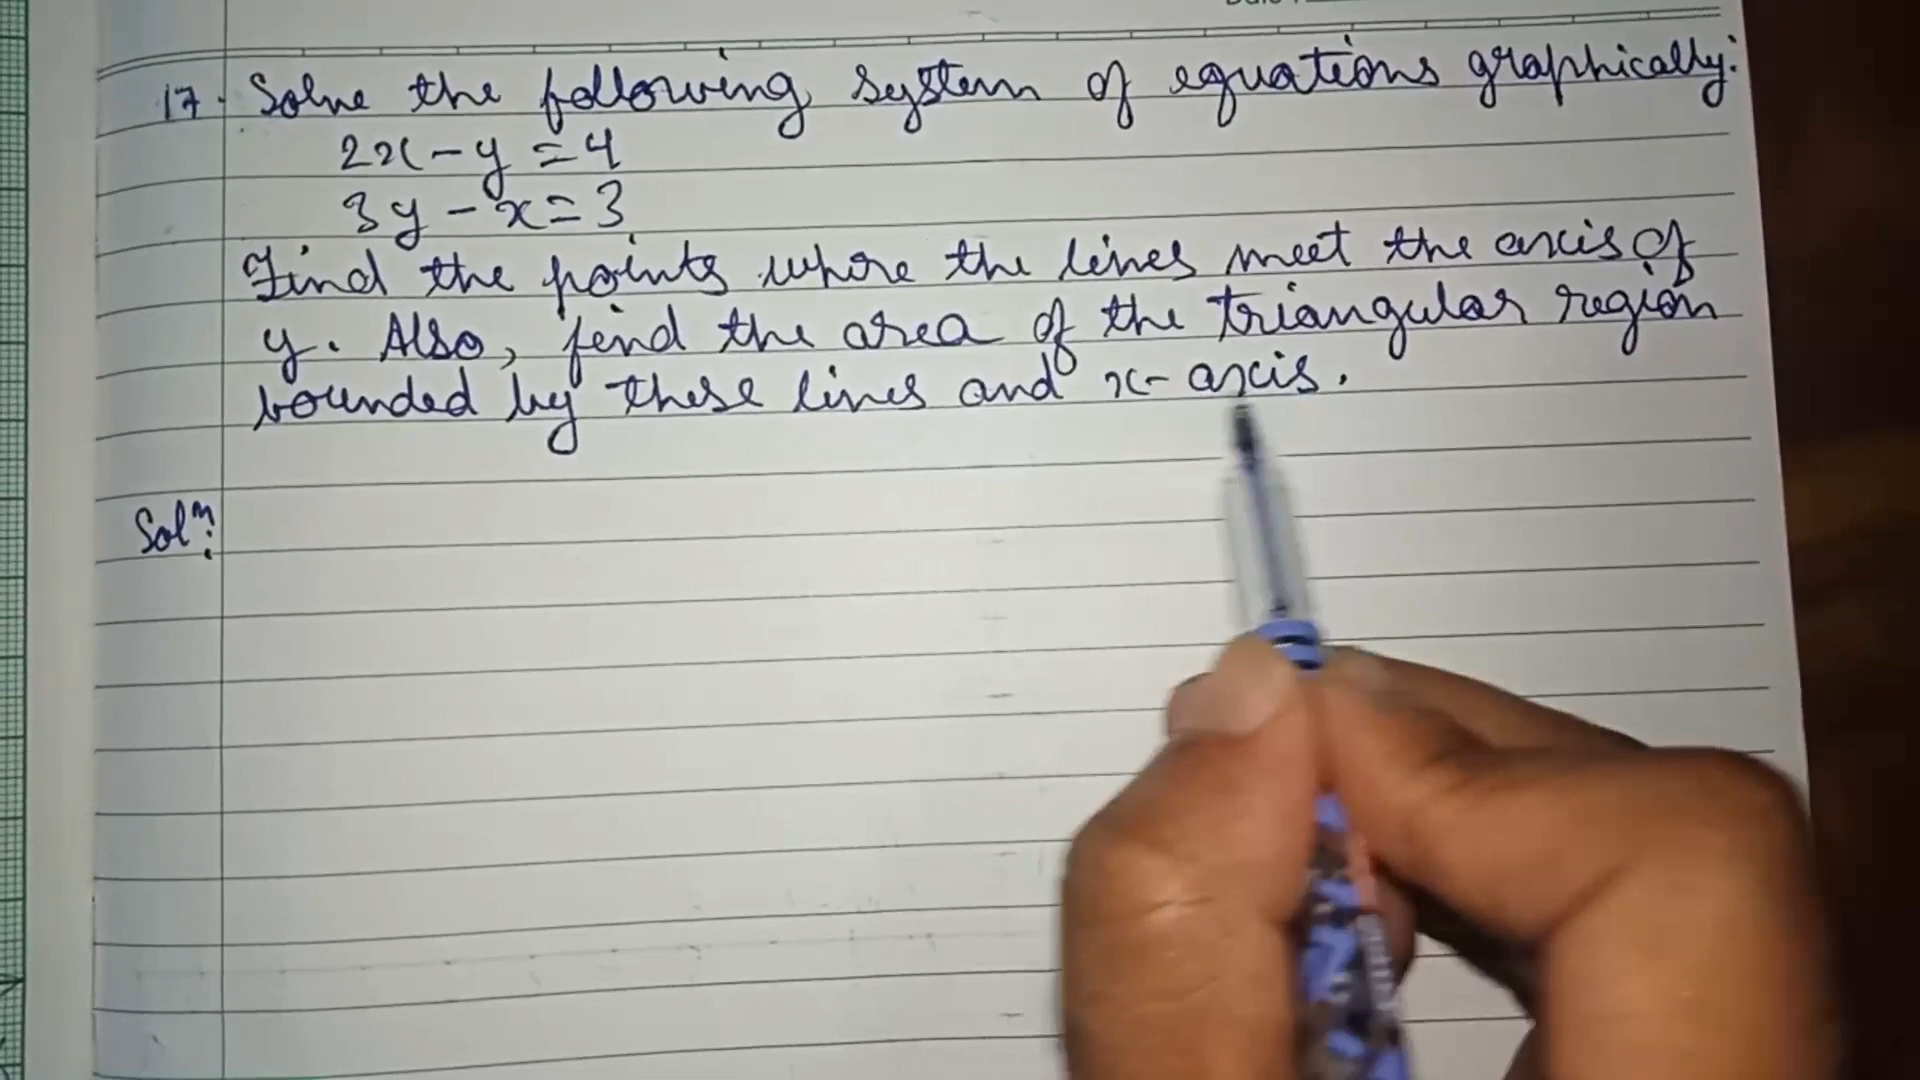 17. Solve the following system of equations graphically:
2x - y = 4
3y - x = 3
Find the points where the lines meet the axis of
y. Also, find the area of the triangular region
bounded by these lines and x-axis.
Solⁿ: